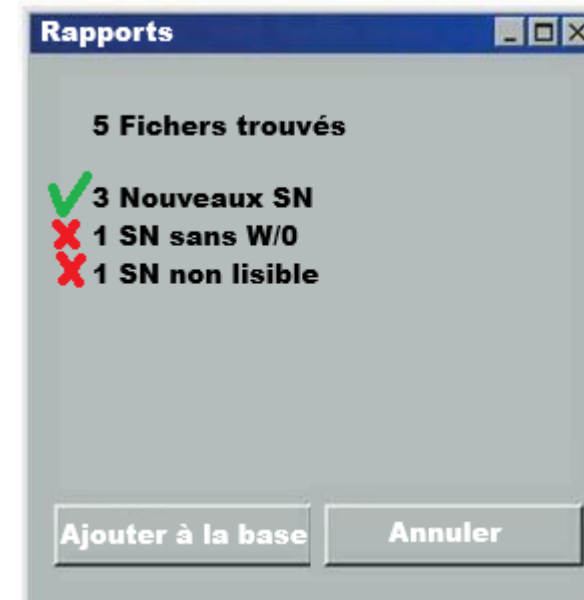 Rapports
5 Fichers trouvés
3 Nouveaux SN
1 SN sans W/0
1 SN non lisible
Ajouter à la base
Annuler